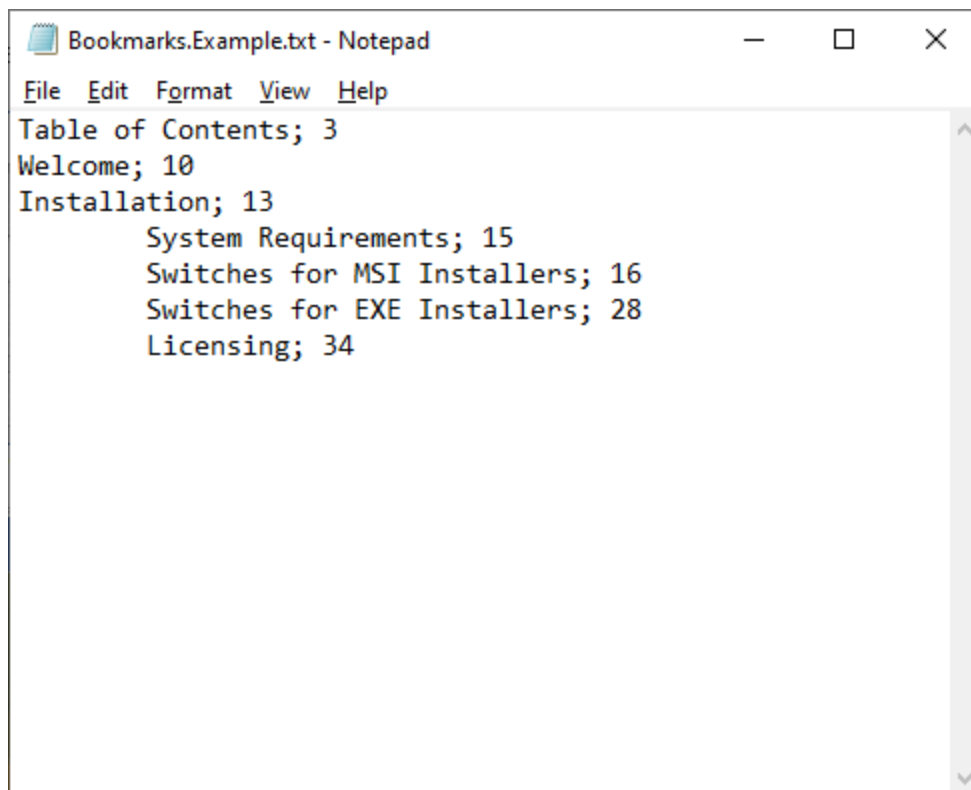 Bookmarks.Example.txt - Notepad
File Edit Format View Help
Table of Contents; 3
Welcome; 10
Installation; 13
	System Requirements; 15
	Switches for MSI Installers; 16
	Switches for EXE Installers; 28
	Licensing; 34